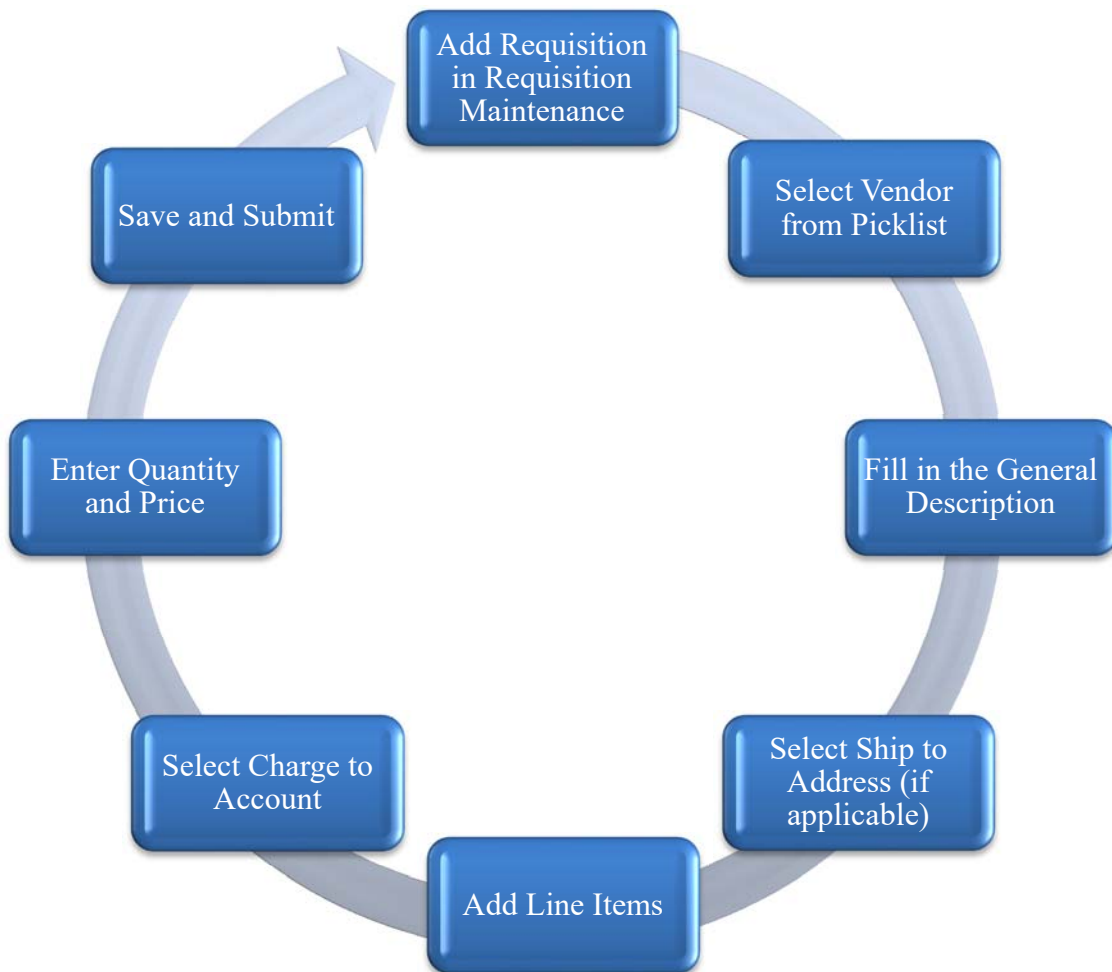 Add Requisition
in Requisition
Maintenance
Select Vendor
from Picklist
Fill in the General
Description
Select Ship to
Address (if
applicable)
Add Line Items
Select Charge to
Account
Enter Quantity
and Price
Save and Submit